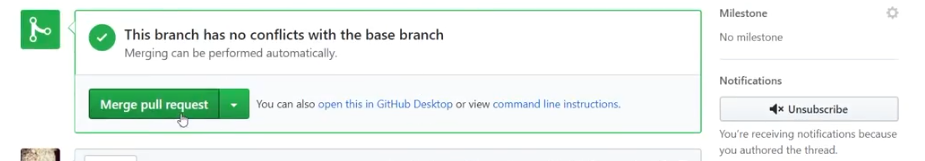 This branch has no conflicts with the base branch
Merging can be performed automatically.
Merge pull request
You can also open this in GitHub Desktop or view command line instructions.
Milestone
No milestone
Notifications
Unsubscribe
You're receiving notifications because
you authored the thread.